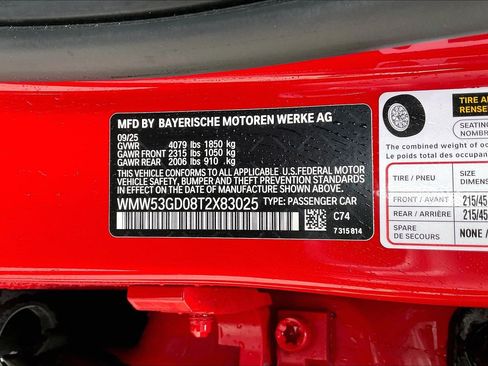 MFD BY BAYERISCHE MOTOREN WERKE AG
09/25
GVWR 4079 lbs 1850 kg
GAWR FRONT 2315 lbs 1050 kg
GAWR REAR 2006 lbs 910 kg
THIS VEHICLE CONFORMS TO ALL APPLICABLE
U.S.FEDERAL MOTOR
VEHICLE SAFETY, BUMPER AND THEFT PREVENTION
STANDARDS IN EFFECT ON THE DATE OF
MANUFACTURE SHOWN ABOVE.
WMW53GD08T2X83025 TYPE: PASSENGER CAR
C74
7 315 814
TIRE
RENSE
SEATING
NOMBR
The combined weight of occu
Le poids total des occupan
TIRE / PNEU SIZE
DIMENS
FRONT / AVANT 215/45
REAR / ARRIÈRE 215/45
SPARE
DE SECOURS NONE /